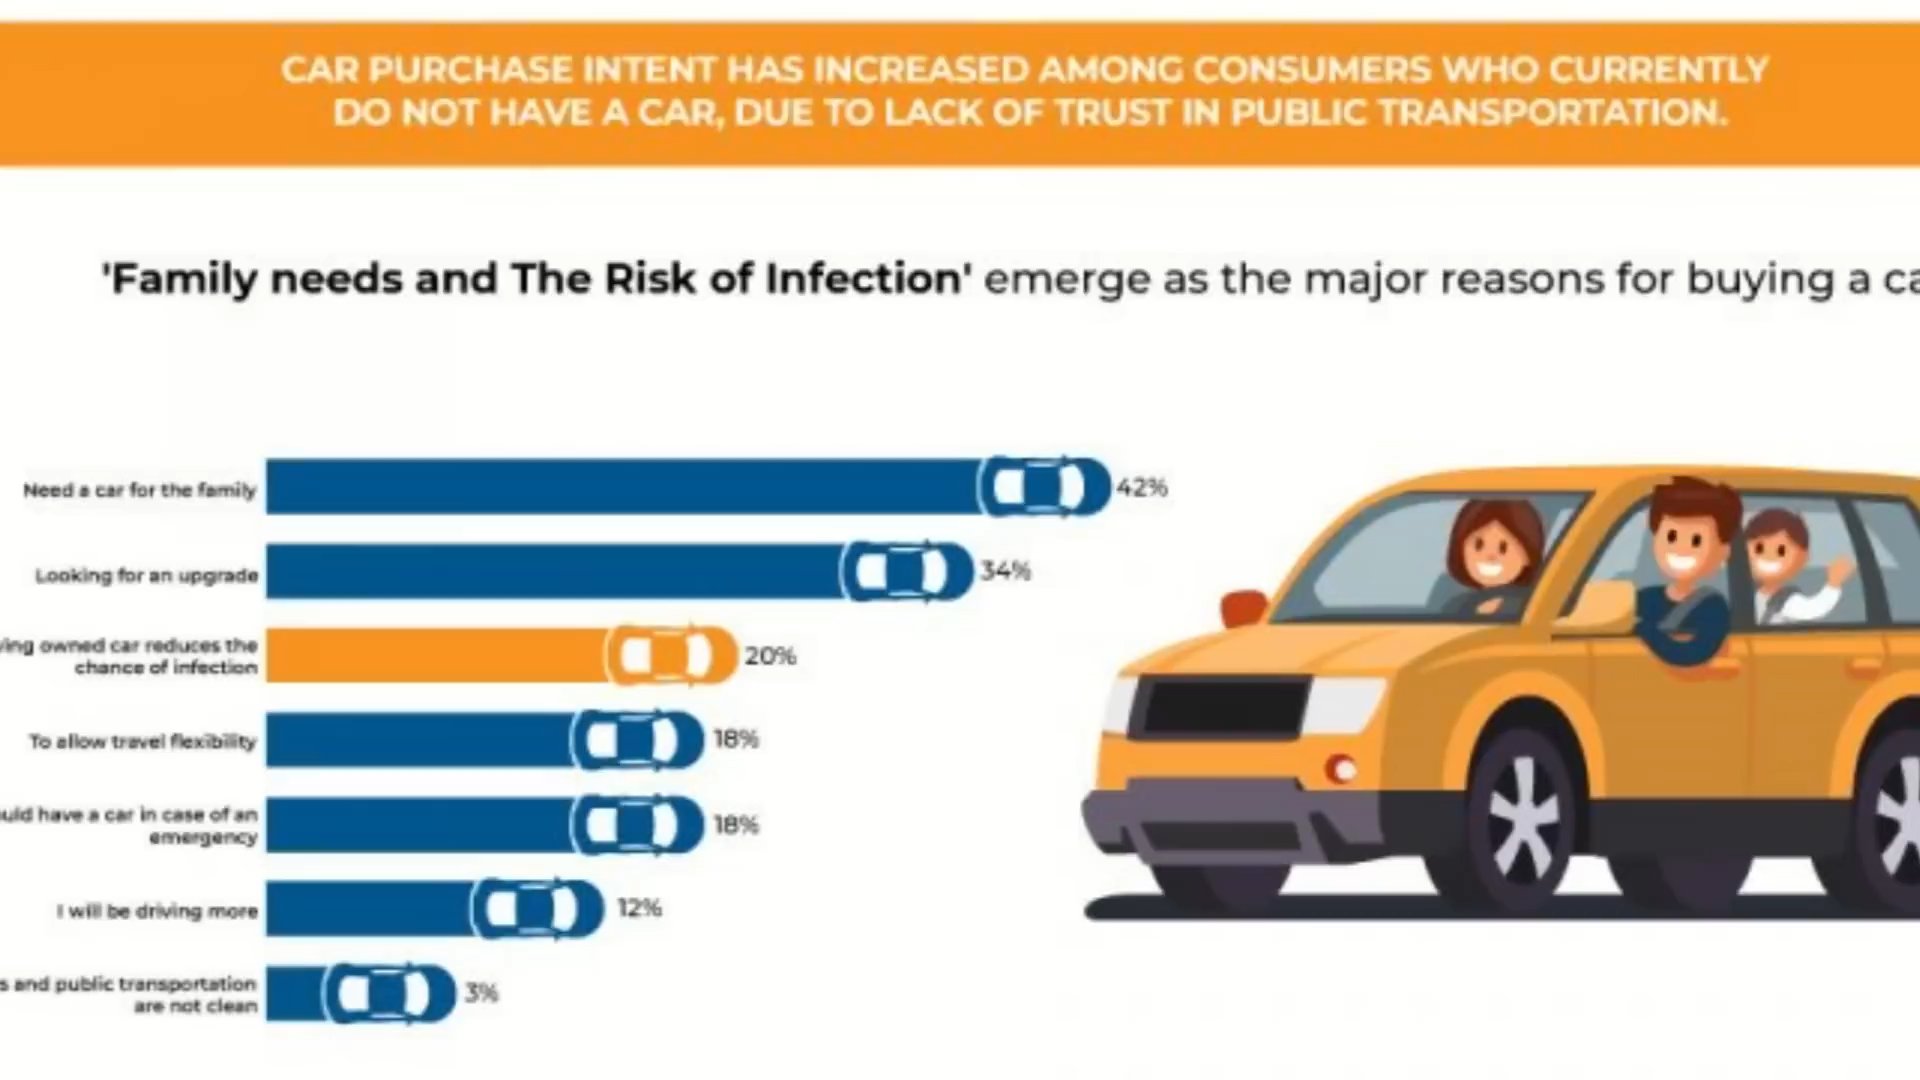 CAR PURCHASE INTENT HAS INCREASED AMONG CONSUMERS WHO CURRENTLY
DO NOT HAVE A CAR, DUE TO LACK OF TRUST IN PUBLIC TRANSPORTATION.
'Family needs and The Risk of Infection' emerge as the major reasons for buying a
Need a car for the family
42%
Looking for an upgrade
34%
owned car reduces the
chance of infection
20%
To allow travel flexibility
18%
have a car in case of an
emergency
18%
I will be driving more
12%
and public transportation
are not clean
3%